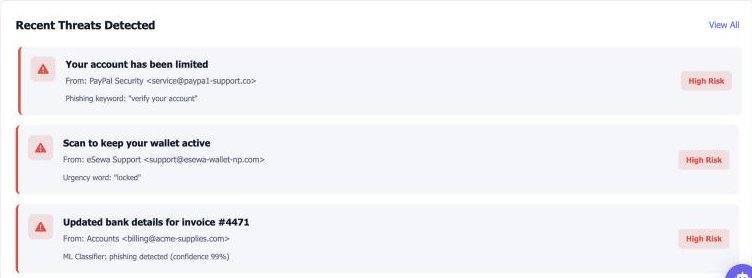 Recent Threats Detected
View All
Your account has been limited
From: PayPal Security <service@paypa1-support.co>
Phishing keyword: "verify your account"
High Risk
Scan to keep your wallet active
From: eSewa Support <support@esewa-wallet-np.com>
Urgency word: "locked"
High Risk
Updated bank details for invoice #4471
From: Accounts <billing@acme-supplies.com>
ML Classifier: phishing detected (confidence 99%)
High Risk